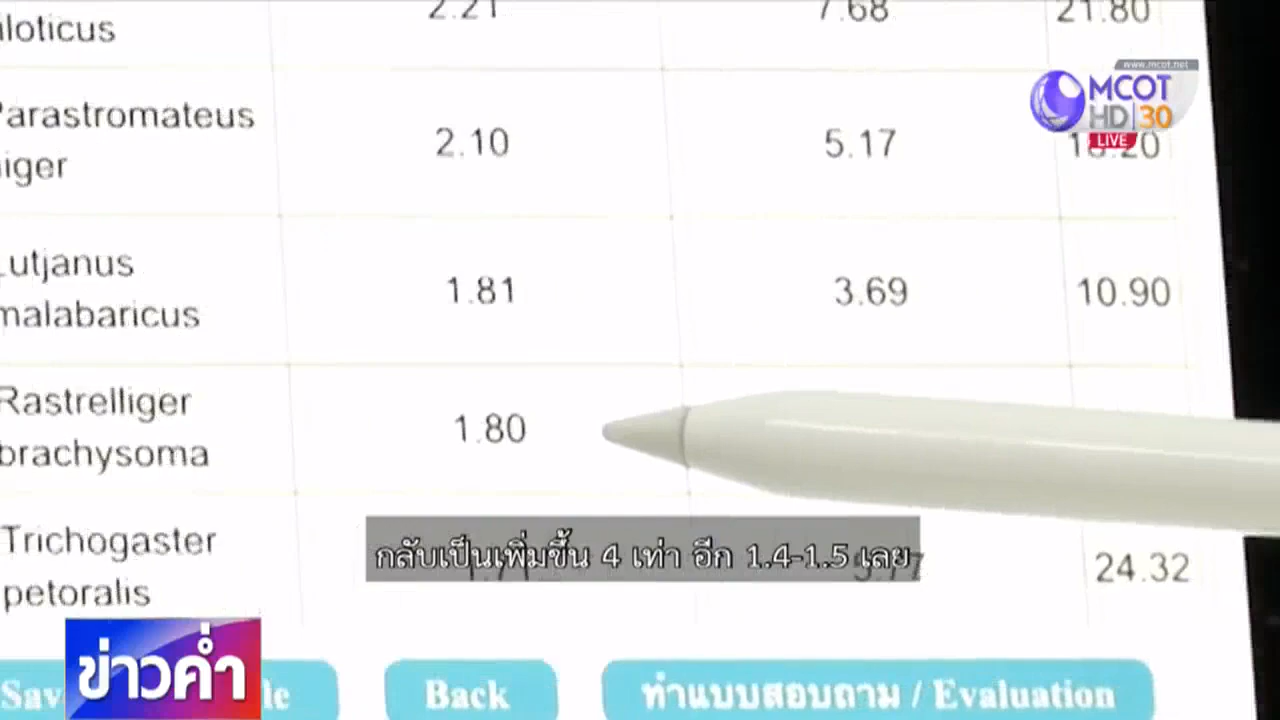 iloticus 2.21 7.68 21.80
www.mcot.net
MCOT
HD 30
LIVE
Parastromateus
niger 2.10 5.17
Lutjanus
malabaricus 1.81 3.69 10.90
Rastrelliger
brachysoma 1.80
Trichogaster
petoralis 24.32
กลับเป็นเพิ่มขึ้น 4 เท่า อีก 1.4-1.5 เลย
ข่าวค่ำ
Back
ทำแบบสอบถาม / Evaluation